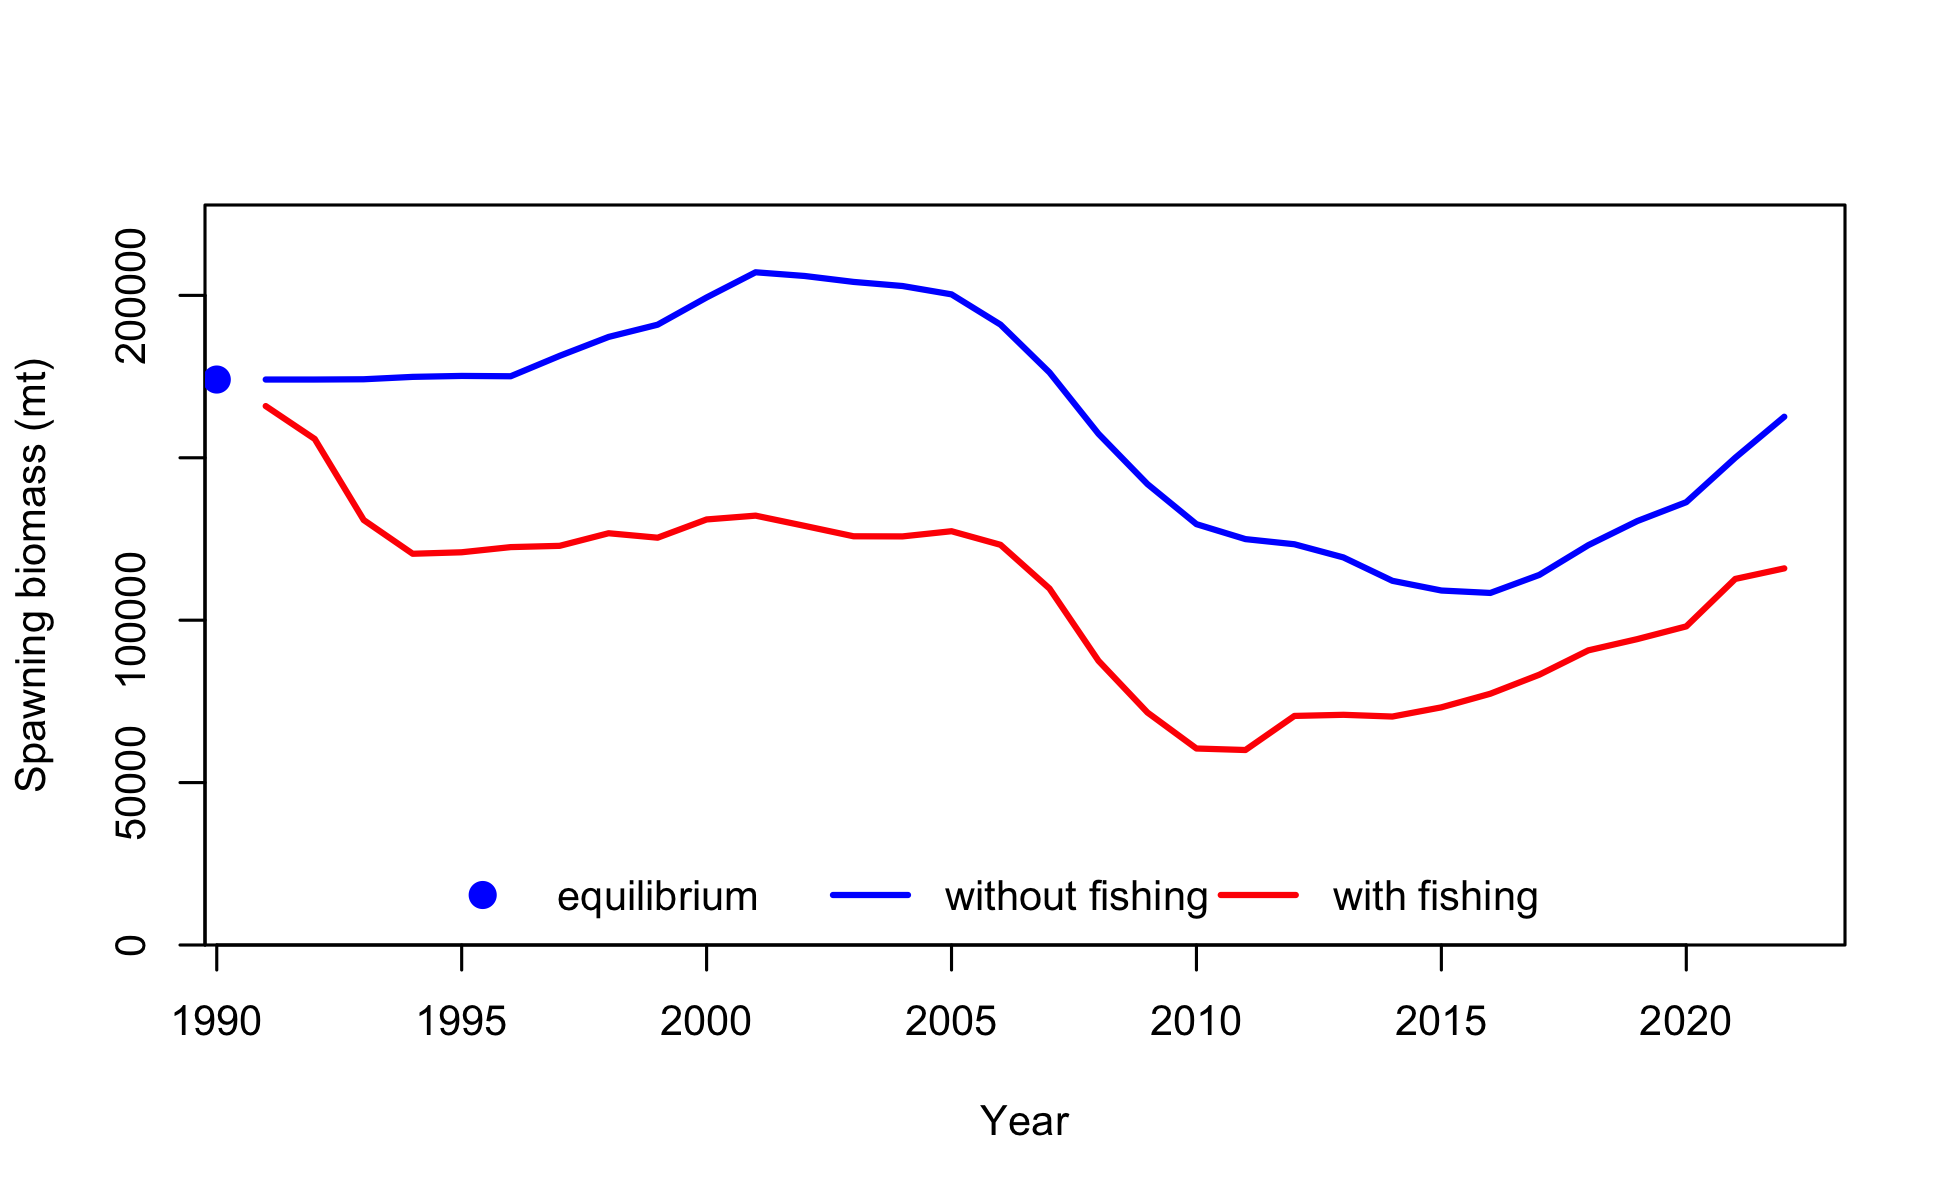 Spawning biomass (mt)
200000
100000
50000
0
equilibrium without fishing with fishing
1990 1995 2000 2005 2010 2015 2020
Year